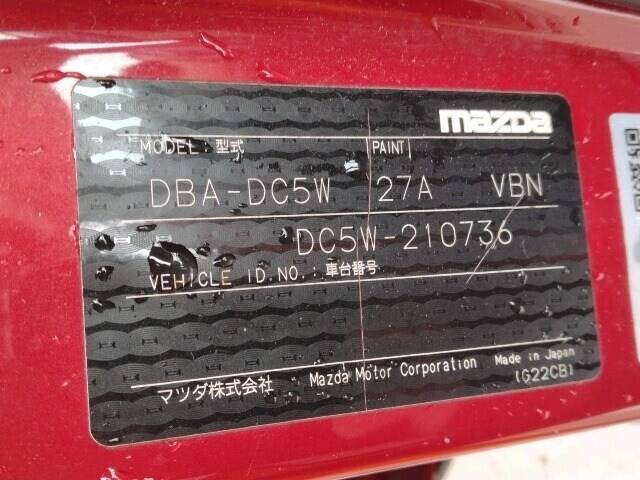 mazda
MODEL : 型式 PAINT
DBA-DC5W 27A VBN
DC5W-210736
VEHICLE ID.NO. : 車台番号
マツダ株式会社 Mazda Motor Corporation Made in Japan
(G22CB)